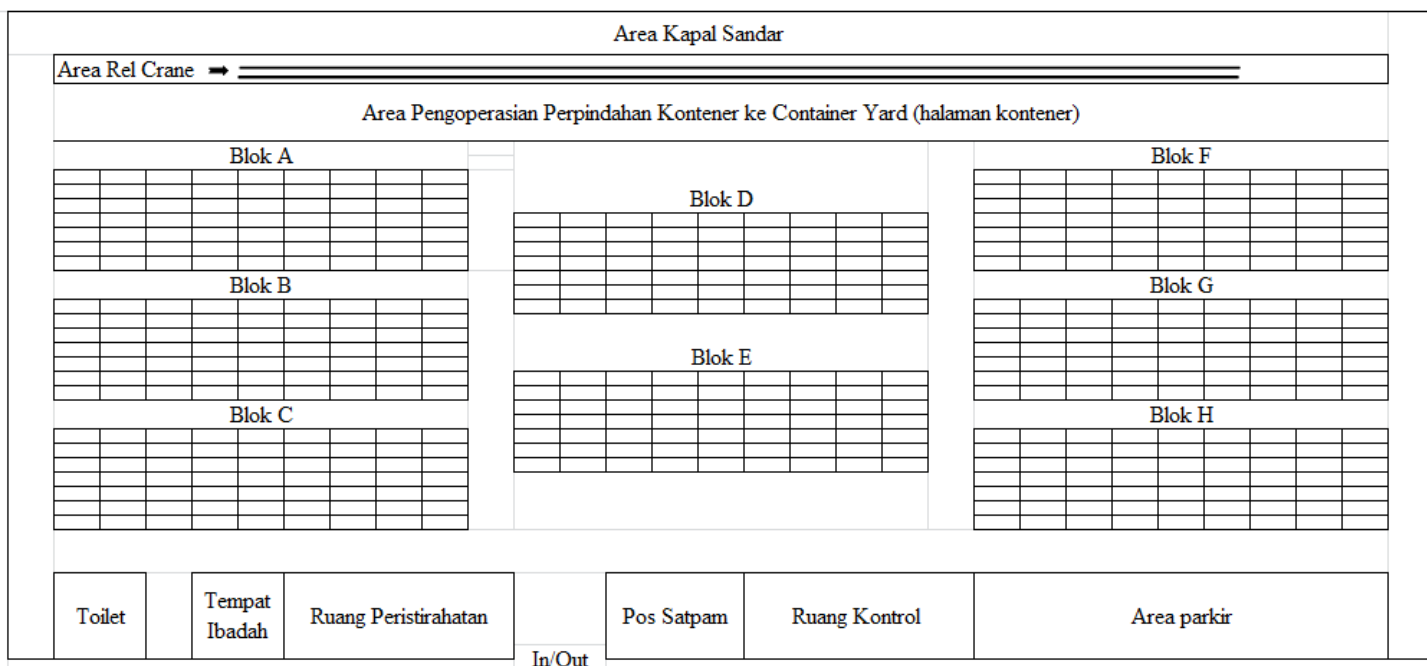 Area Kapal Sandar
Area Rel Crane
Area Pengoperasian Perpindahan Kontener ke Container Yard (halaman kontener)
Blok A
Blok F
Blok D
Blok B
Blok G
Blok E
Blok C
Blok H
Toilet
Tempat
Ibadah
Ruang Peristirahatan
Pos Satpam
Ruang Kontrol
Area parkir
In/Out